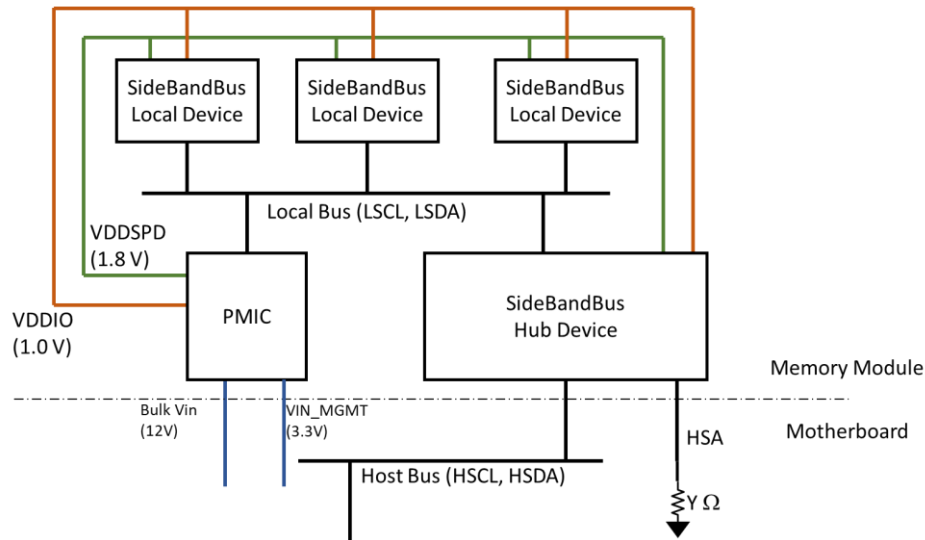 SideBandBus
Local Device
SideBandBus
Local Device
SideBandBus
Local Device
Local Bus (LSCL, LSDA)
VDDSPD
(1.8 V)
PMIC
SideBandBus
Hub Device
VDDIO
(1.0 V)
Memory Module
Bulk Vin
(12V)
VIN_MGMT
(3.3V)
HSA
Motherboard
Host Bus (HSCL, HSDA)
Y Ω